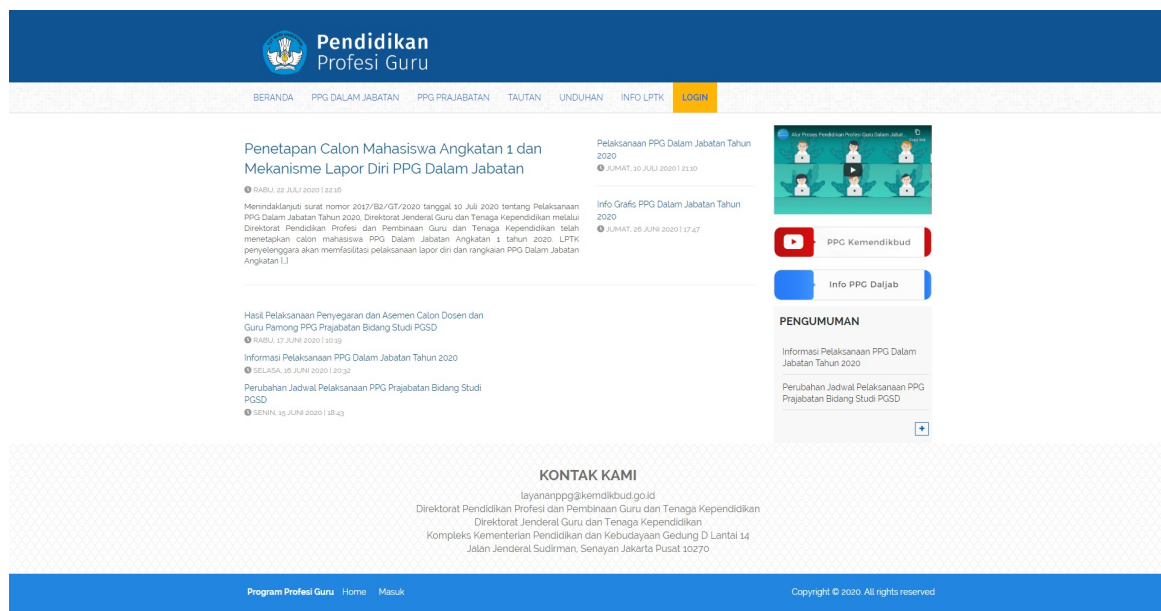 Pendidikan
Profesi Guru
BERANDA PPG DALAM JABATAN PPG PRAJABATAN TAUTAN UNDUHAN INFO LPTK LOGIN
Penetapan Calon Mahasiswa Angkatan 1 dan
Mekanisme Lapor Diri PPG Dalam Jabatan
RABU, 22 JULI 2020 | 22:16
Menindaklanjuti surat nomor 2017/B2/GT/2020 tanggal 10 Juli 2020 tentang Pelaksanaan
PPG Dalam Jabatan Tahun 2020, Direktorat Jenderal Guru dan Tenaga Kependidikan melalui
Direktorat Pendidikan Profesi dan Pembinaan Guru dan Tenaga Kependidikan telah
menetapkan calon mahasiswa PPG Dalam Jabatan Angkatan 1 tahun 2020. LPTK
penyelenggara akan memfasilitasi pelaksanaan lapor diri dan rangkaian PPG Dalam Jabatan
Angkatan [...]
Pelaksanaan PPG Dalam Jabatan Tahun
2020
JUMAT, 10 JULI 2020 | 21:10
Info Grafis PPG Dalam Jabatan Tahun
2020
JUMAT, 26 JUNI 2020 | 17:47
Hasil Pelaksanaan Penyegaran dan Asemen Calon Dosen dan
Guru Pamong PPG Prajabatan Bidang Studi PGSD
RABU, 17 JUNI 2020 | 10:19
Informasi Pelaksanaan PPG Dalam Jabatan Tahun 2020
SELASA, 16 JUNI 2020 | 20:32
Perubahan Jadwal Pelaksanaan PPG Prajabatan Bidang Studi
PGSD
SENIN, 15 JUNI 2020 | 18:43
Alur Proses Pendidikan Profesi Guru Dalam Jabat...
Copy link
PPG Kemendikbud
Info PPG Daljab
PENGUMUMAN
Informasi Pelaksanaan PPG Dalam
Jabatan Tahun 2020
Perubahan Jadwal Pelaksanaan PPG
Prajabatan Bidang Studi PGSD
+
KONTAK KAMI
layananppg@kemdikbud.go.id
Direktorat Pendidikan Profesi dan Pembinaan Guru dan Tenaga Kependidikan
Direktorat Jenderal Guru dan Tenaga Kependidikan
Kompleks Kementerian Pendidikan dan Kebudayaan Gedung D Lantai 14
Jalan Jenderal Sudirman, Senayan Jakarta Pusat 10270
Program Profesi Guru Home Masuk
Copyright © 2020. All rights reserved